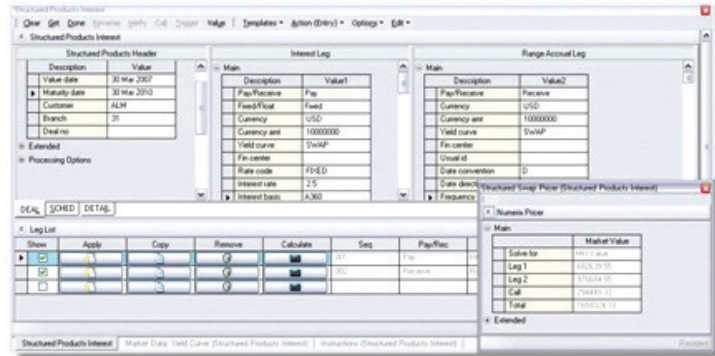 Structured Products Interest
Clear Get Done Reverse Verify Call Trigger Value Templates Action (Entry) Options Edit
Structured Products Interest
Structured Products Header
Description Value
Value date 30 Mar 2007
Maturity date 30 Mar 2010
Customer ALM
Branch 31
Deal no
Extended
Processing Options
Interest Leg
Main
Description Value1
Pay/Receive Pay
Fixed/Float Fixed
Currency USD
Currency amt 10000000
Yield curve SWAP
Fin center
Rate code FIXED
Interest rate 2.5
Interest basis A360
Range Accrual Leg
Main
Description Value2
Pay/Receive Receive
Currency USD
Currency amt 10000000
Yield curve SWAP
Fin center
Usual id
Date convention D
Date direct
Frequency
DEAL SCHED DETAIL
Leg List
Show Apply Copy Remove Calculate Seq Pay/Rec
001 Pay
002 Receive
Structured Swap Pricer (Structured Products Interest)
Numerix Pricer
Main
Market Value
Solve for
Leg 1
Leg 2
Call
Total
Extended
Resident
Structured Products Interest Market Data: Yield Curve (Structured Products Interest) Instructions (Structured Products Interest)